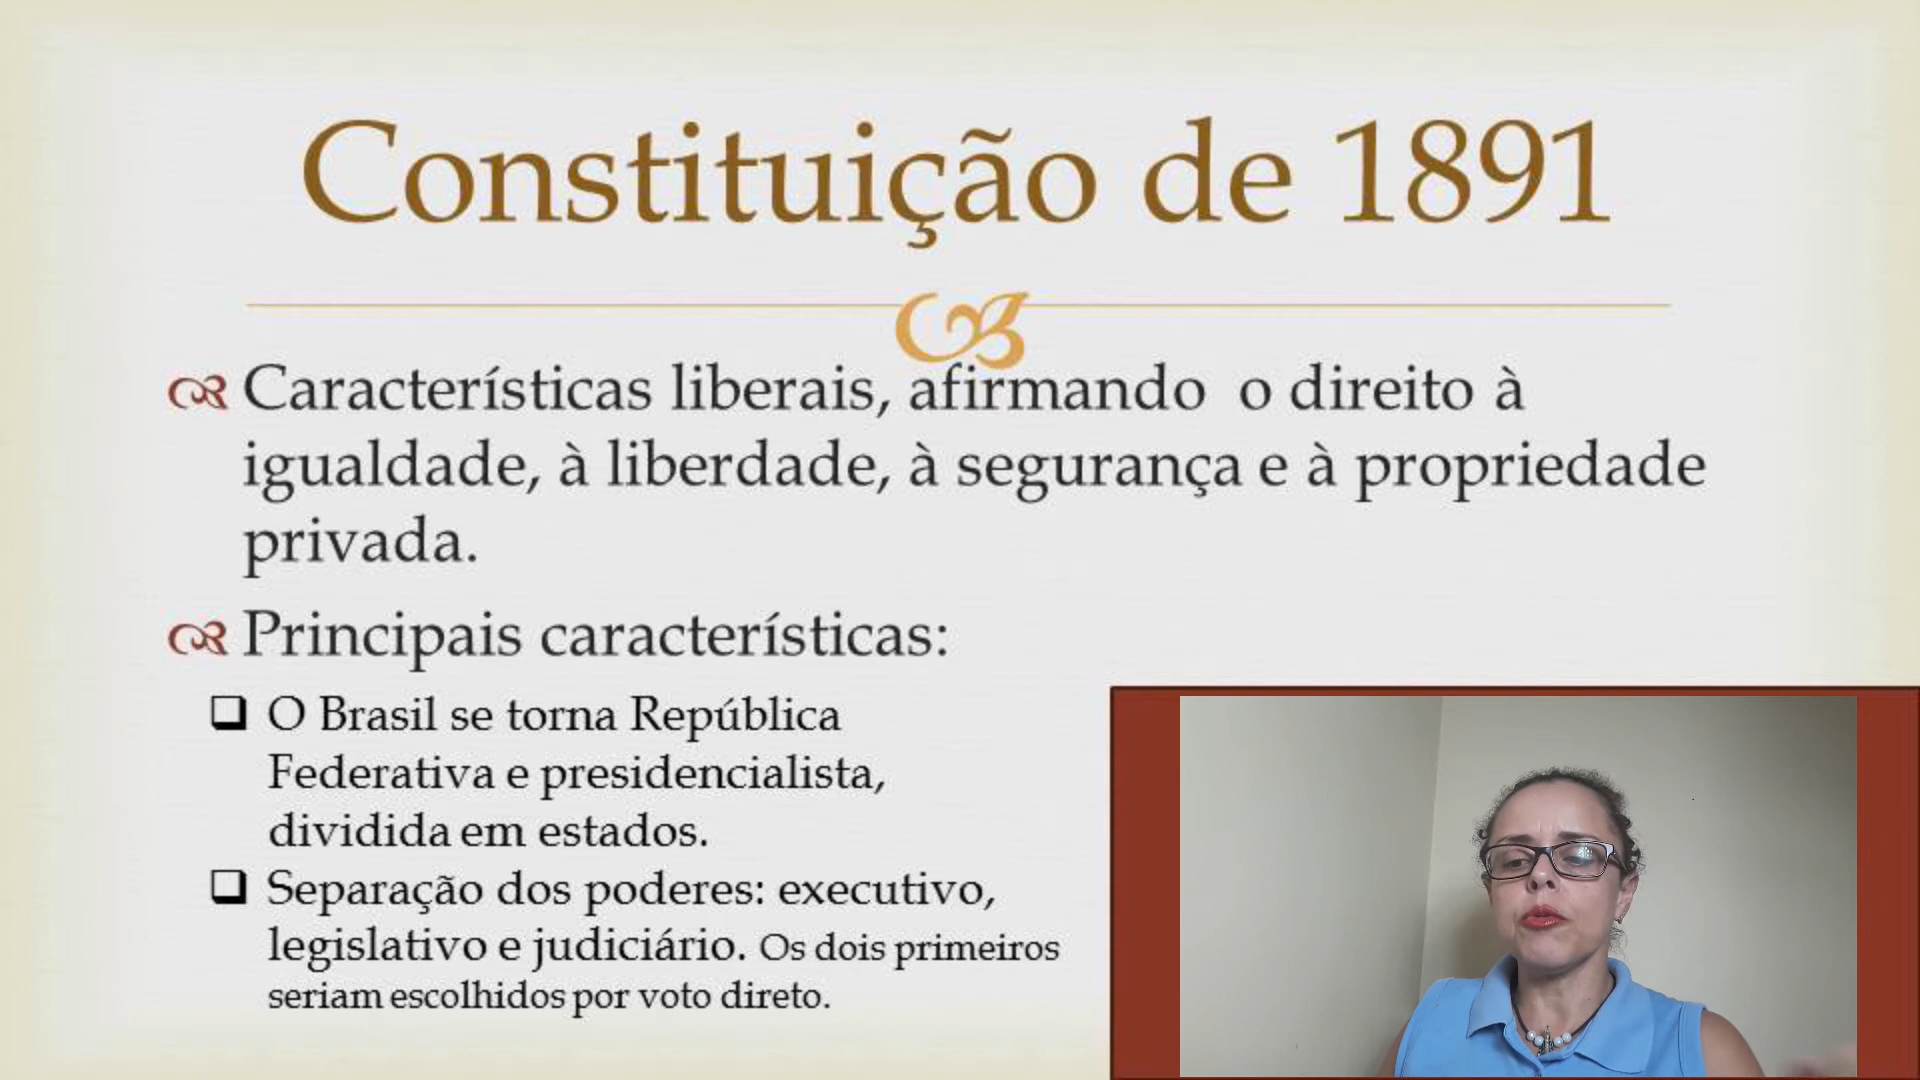 Constituição de 1891
Características liberais, afirmando o direito à
igualdade, à liberdade, à segurança e à propriedade
privada.
Principais características:
O Brasil se torna República
Federativa e presidencialista,
dividida em estados.
Separação dos poderes: executivo,
legislativo e judiciário. Os dois primeiros
seriam escolhidos por voto direto.